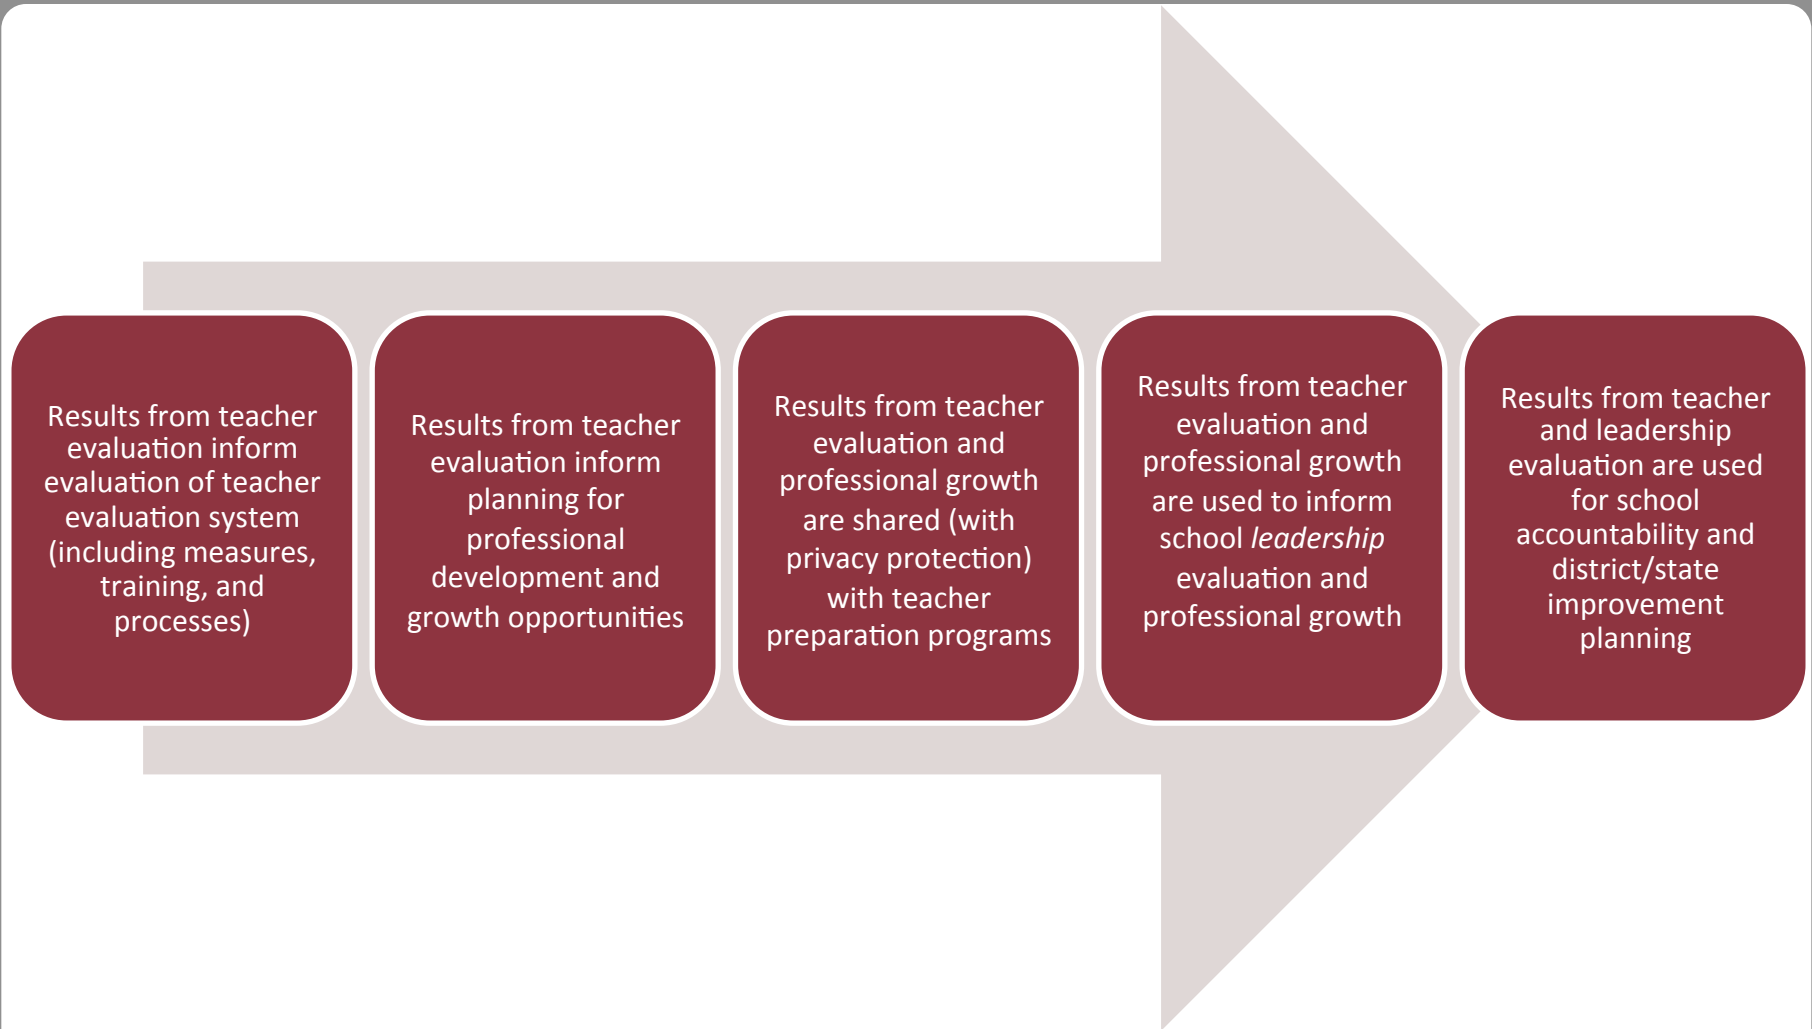 Results from teacher
evaluation inform
evaluation of teacher
evaluation system
(including measures,
training, and
processes)
Results from teacher
evaluation inform
planning for
professional
development and
growth opportunities
Results from teacher
evaluation and
professional growth
are shared (with
privacy protection)
with teacher
preparation programs
Results from teacher
evaluation and
professional growth
are used to inform
school leadership
evaluation and
professional growth
Results from teacher
and leadership
evaluation are used
for school
accountability and
district/state
improvement
planning